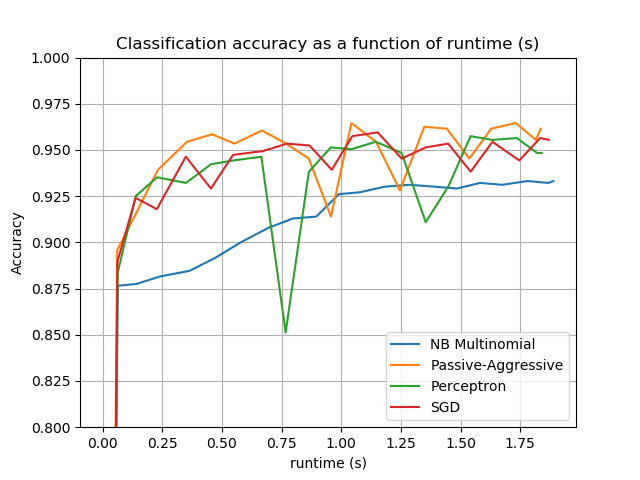 Classification accuracy as a function of runtime (s)
1.000
0.975
0.950
0.925
0.900
0.875
0.850
0.825
0.800
Accuracy
NB Multinomial
Passive-Aggressive
Perceptron
SGD
0.00 0.25 0.50 0.75 1.00 1.25 1.50 1.75
runtime (s)